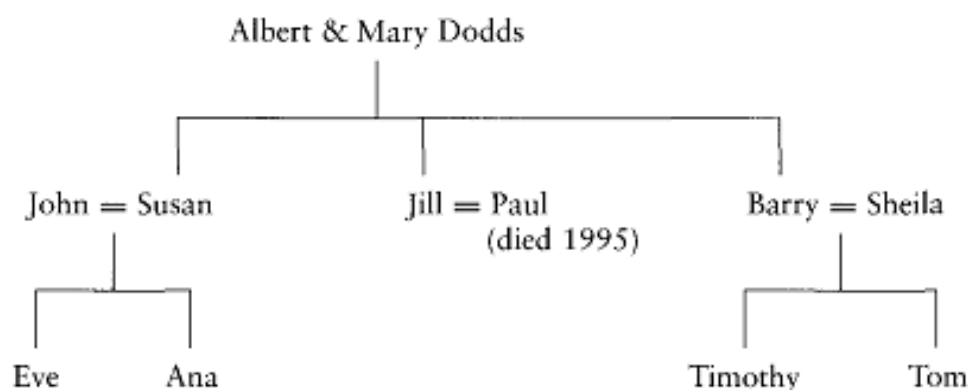 Albert & Mary Dodds
John = Susan
Jill = Paul
Barry = Sheila
(died 1995)
Eve
Ana
Timothy
Tom